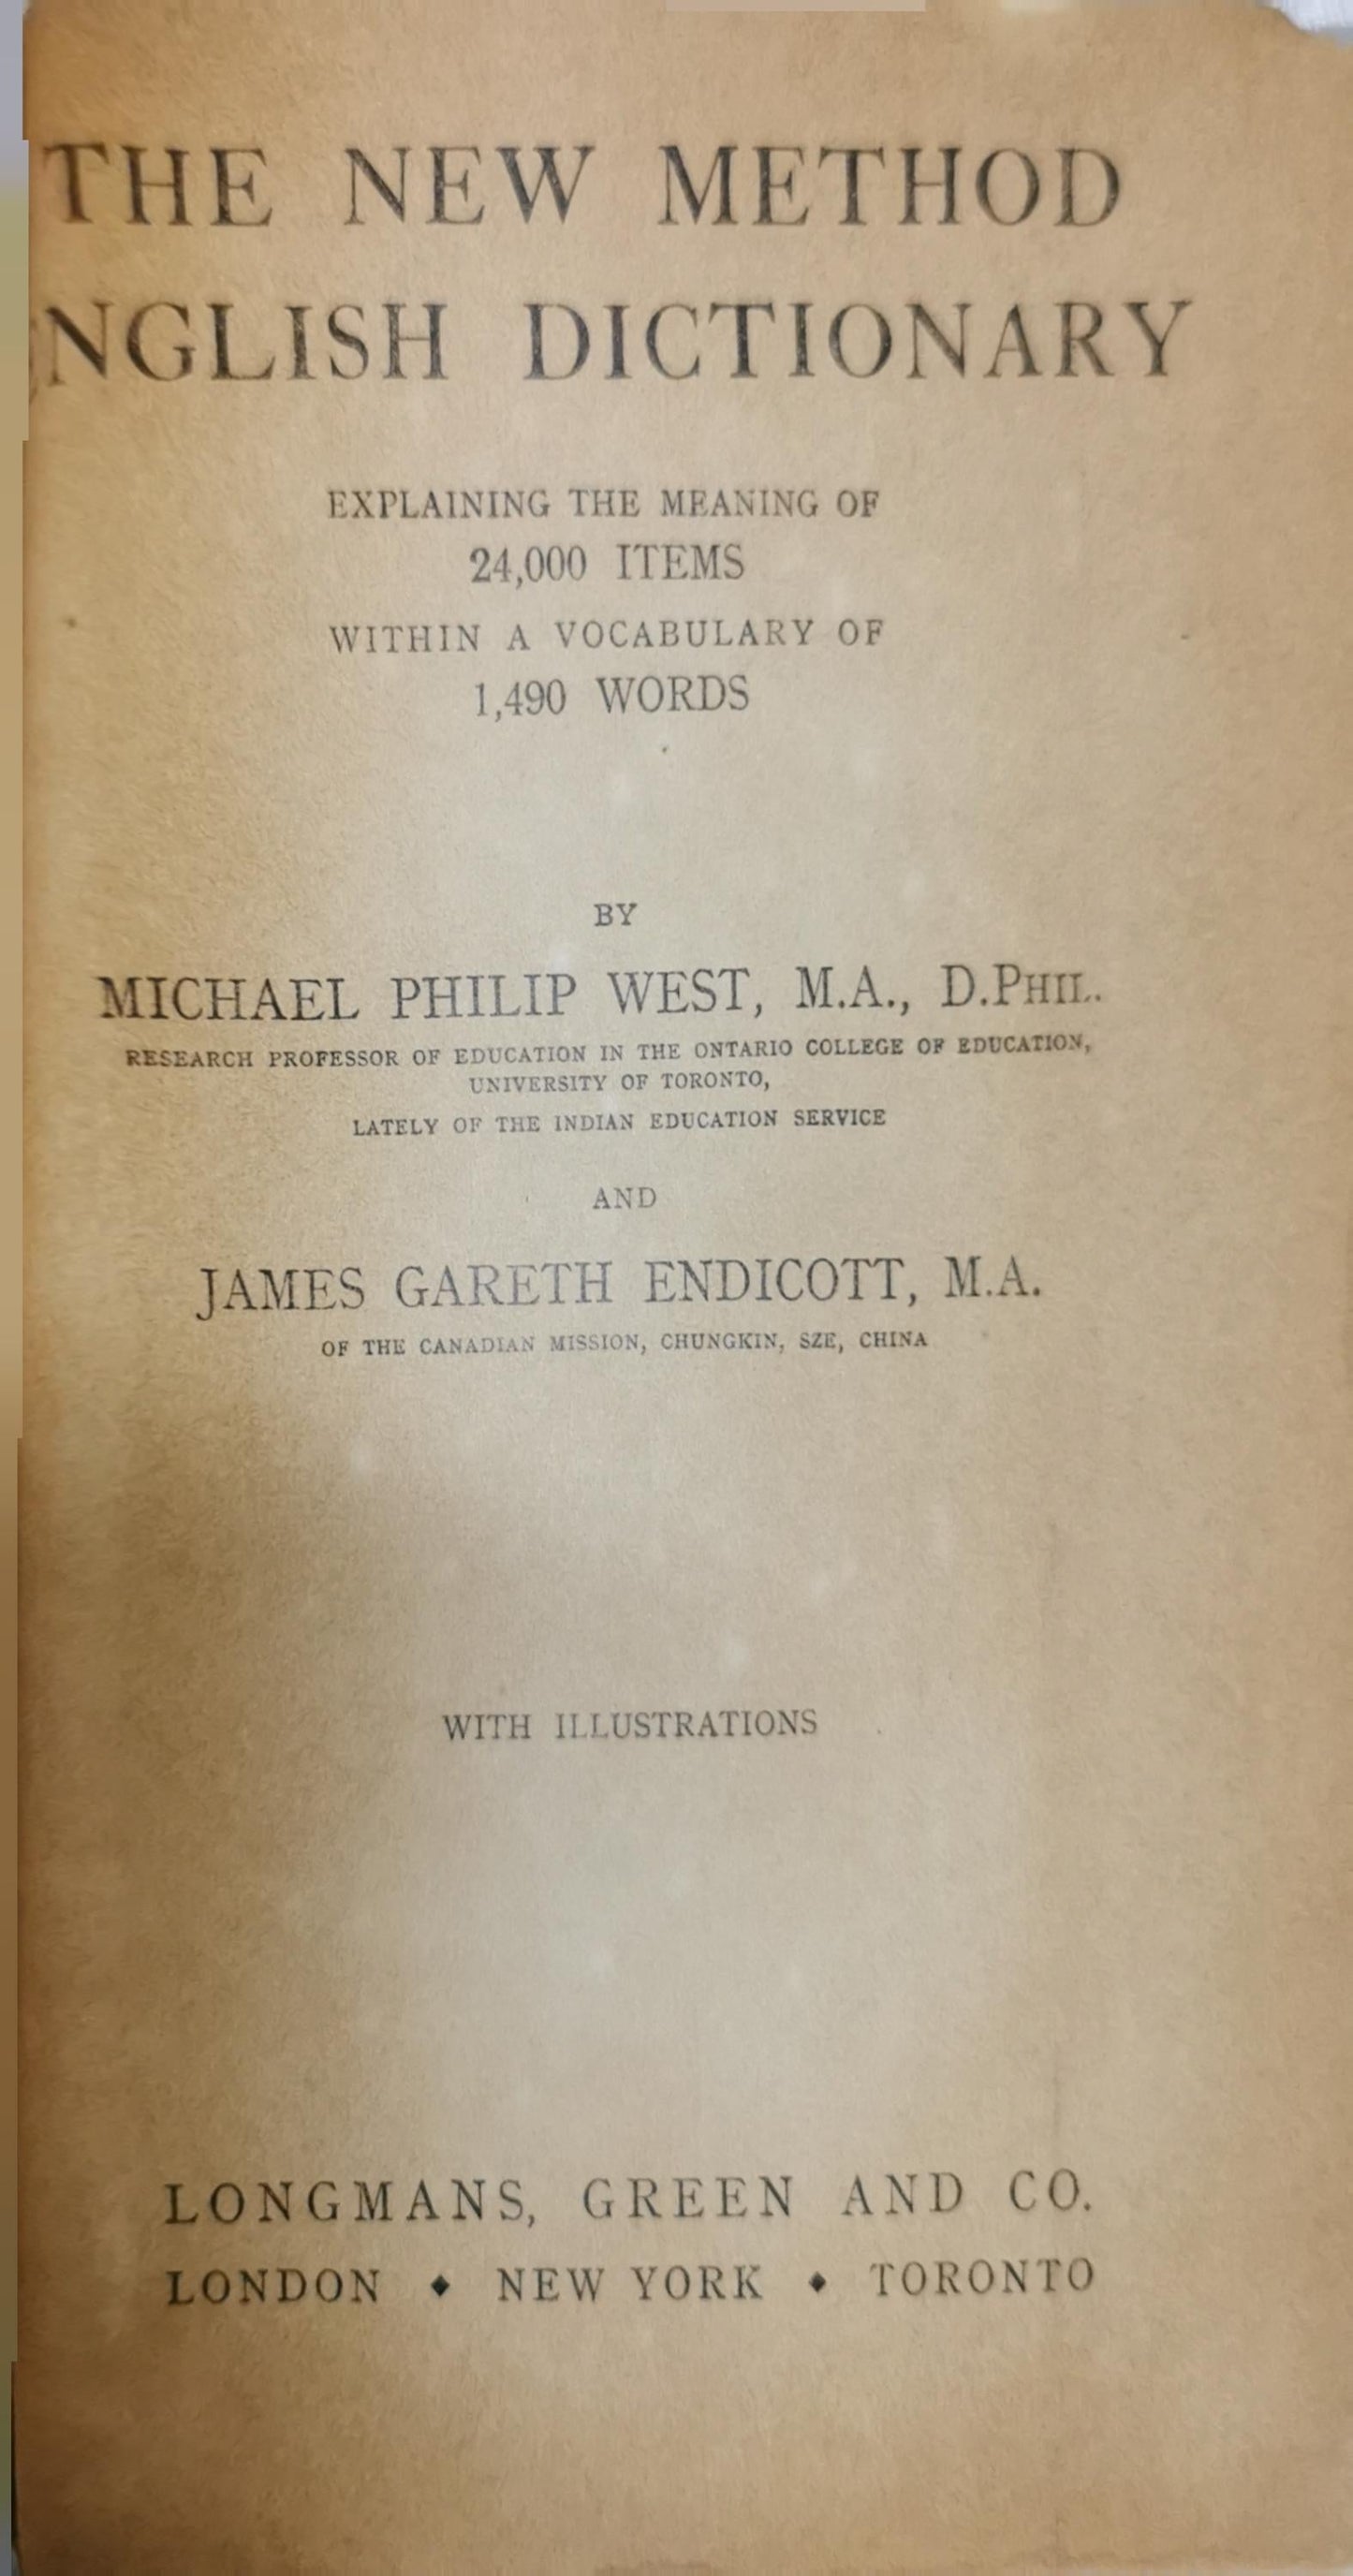 THE NEW METHOD
NGLISH DICTIONARY
EXPLAINING THE MEANING OF
24,000 ITEMS
WITHIN A VOCABULARY OF
1,490 WORDS
BY
MICHAEL PHILIP WEST, M.A., D.PHIL.
RESEARCH PROFESSOR OF EDUCATION IN THE ONTARIO COLLEGE OF EDUCATION,
UNIVERSITY OF TORONTO,
LATELY OF THE INDIAN EDUCATION SERVICE
AND
JAMES GARETH ENDICOTT, M.A.
OF THE CANADIAN MISSION, CHUNGKIN, SZE, CHINA
WITH ILLUSTRATIONS
LONGMANS, GREEN AND CO.
LONDON ♦ NEW YORK ♦ TORONTO